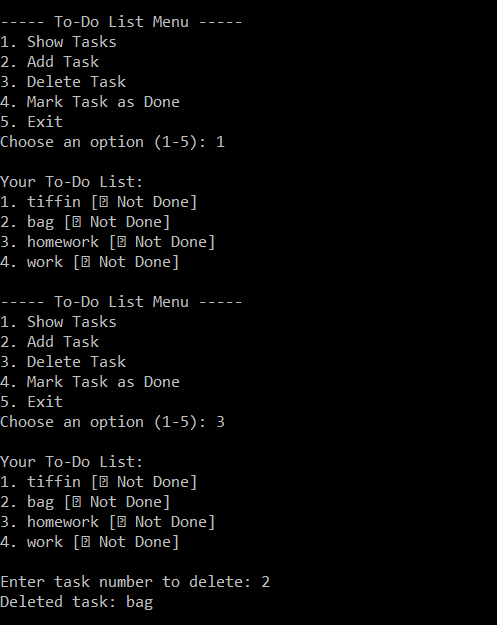 ----- To-Do List Menu -----
1. Show Tasks
2. Add Task
3. Delete Task
4. Mark Task as Done
5. Exit
Choose an option (1-5): 1
Your To-Do List:
1. tiffin [⍰ Not Done]
2. bag [⍰ Not Done]
3. homework [⍰ Not Done]
4. work [⍰ Not Done]
----- To-Do List Menu -----
1. Show Tasks
2. Add Task
3. Delete Task
4. Mark Task as Done
5. Exit
Choose an option (1-5): 3
Your To-Do List:
1. tiffin [⍰ Not Done]
2. bag [⍰ Not Done]
3. homework [⍰ Not Done]
4. work [⍰ Not Done]
Enter task number to delete: 2
Deleted task: bag